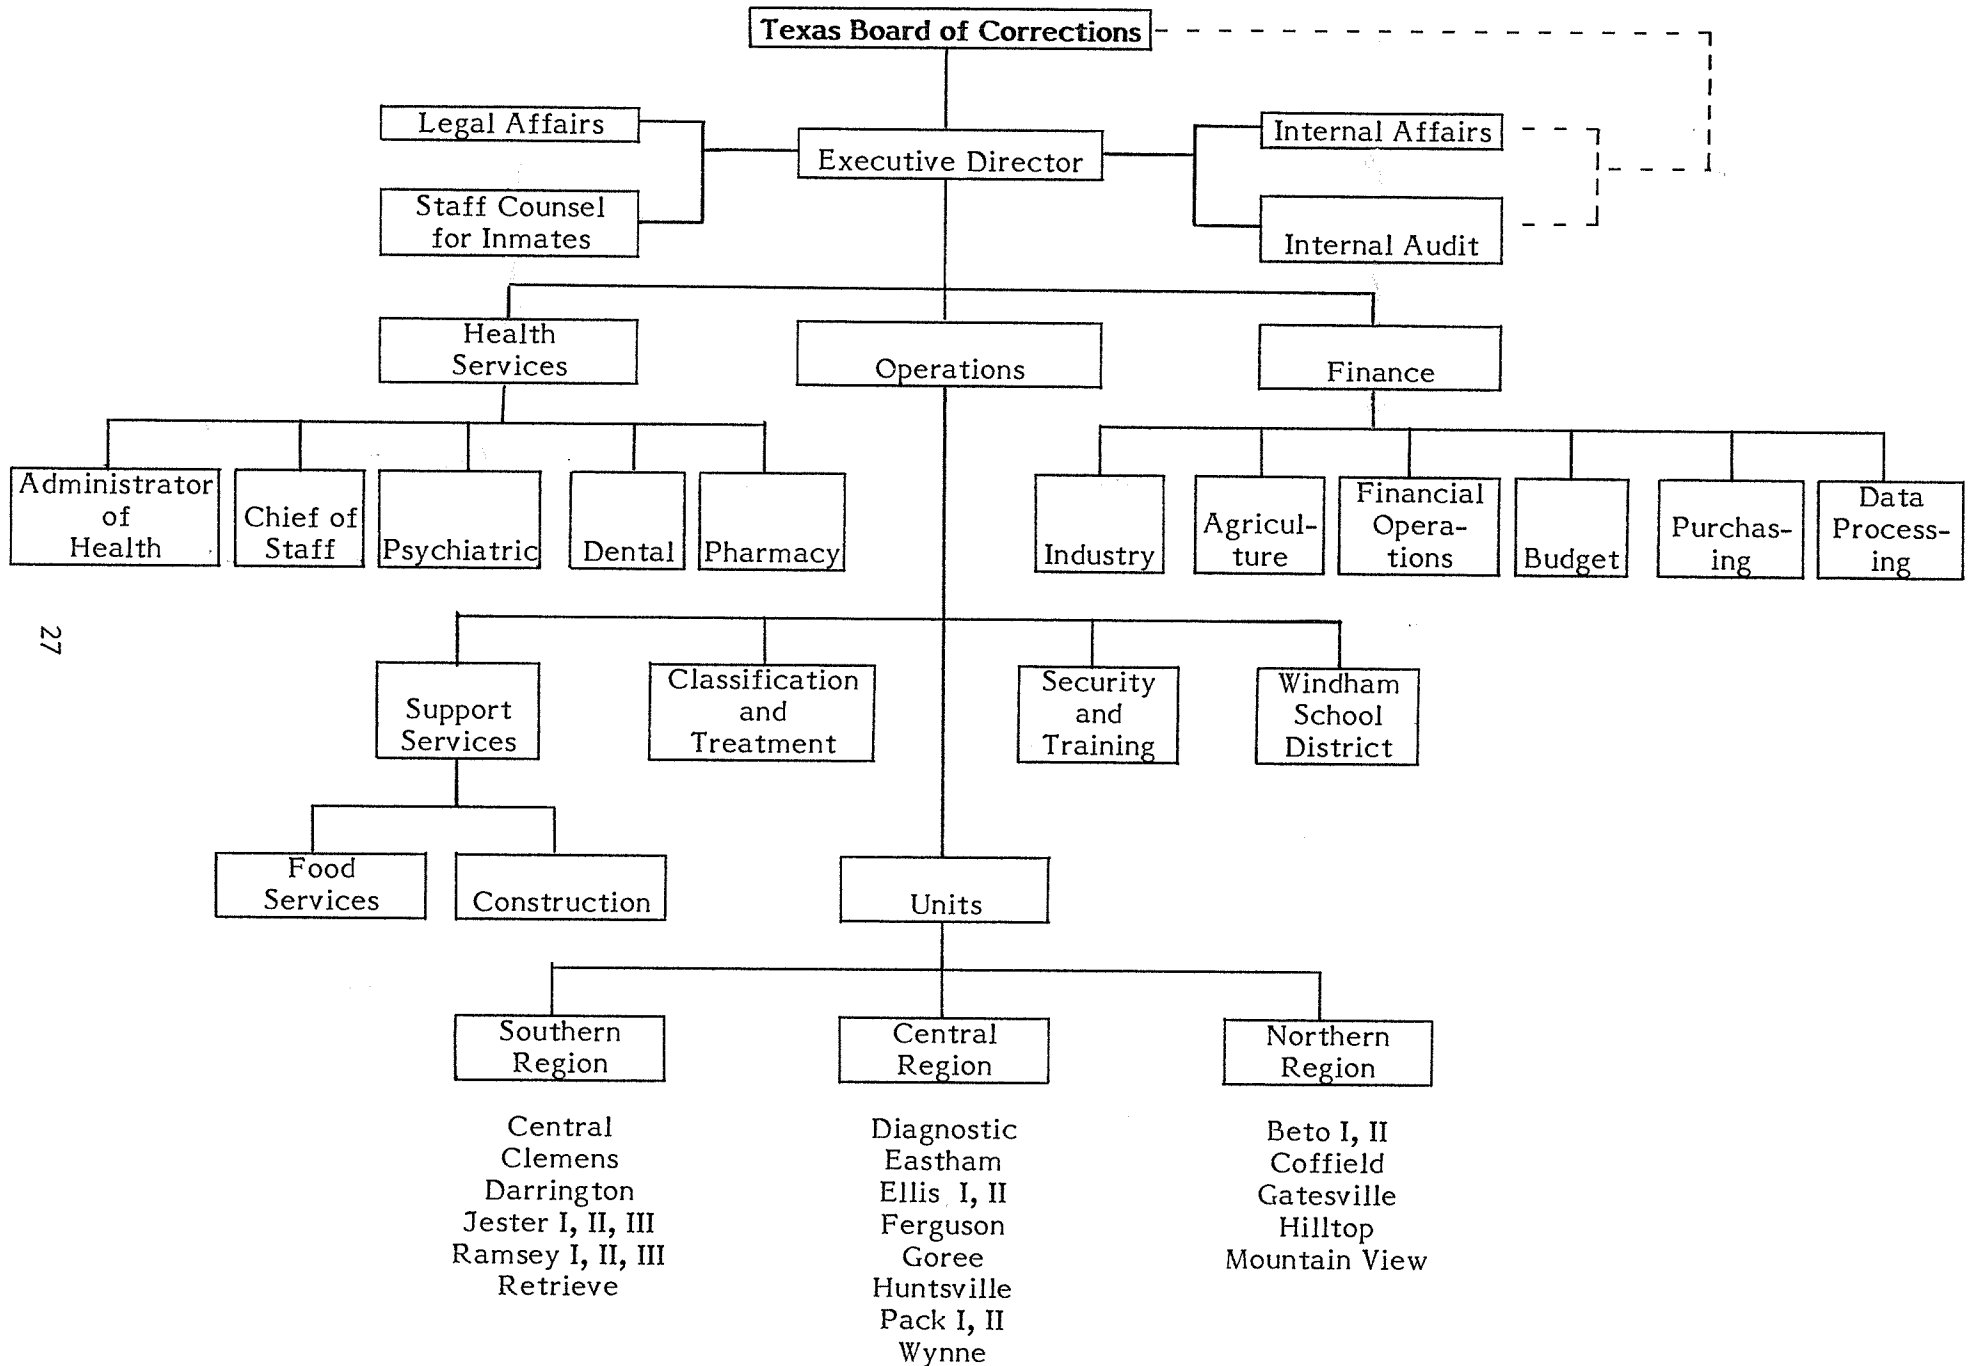 Texas Board of Corrections
Legal Affairs
Executive Director
Internal Affairs
Staff Counsel
for Inmates
Internal Audit
Health
Services
Operations
Finance
Administrator
of
Health
Chief of
Staff
Psychiatric
Dental
Pharmacy
Industry
Agricul-
ture
Financial
Opera-
tions
Budget
Purchas-
ing
Data
Process-
ing
27
Support
Services
Classification
and
Treatment
Security
and
Training
Windham
School
District
Food
Services
Construction
Units
Southern
Region
Central
Clemens
Darrington
Jester I, II, III
Ramsey I, II, III
Retrieve
Central
Region
Diagnostic
Eastham
Ellis I, II
Ferguson
Goree
Huntsville
Pack I, II
Wynne
Northern
Region
Beto I, II
Coffield
Gatesville
Hilltop
Mountain View